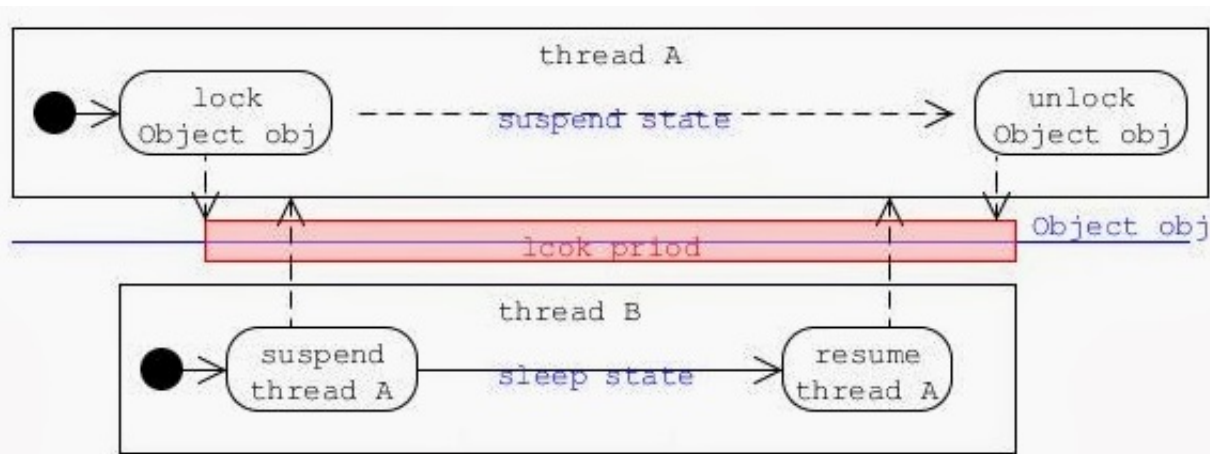 thread A
lock
Object obj
suspend state
unlock
Object obj
Object obj
lcok priod
thread B
suspend
thread A
sleep state
resume
thread A